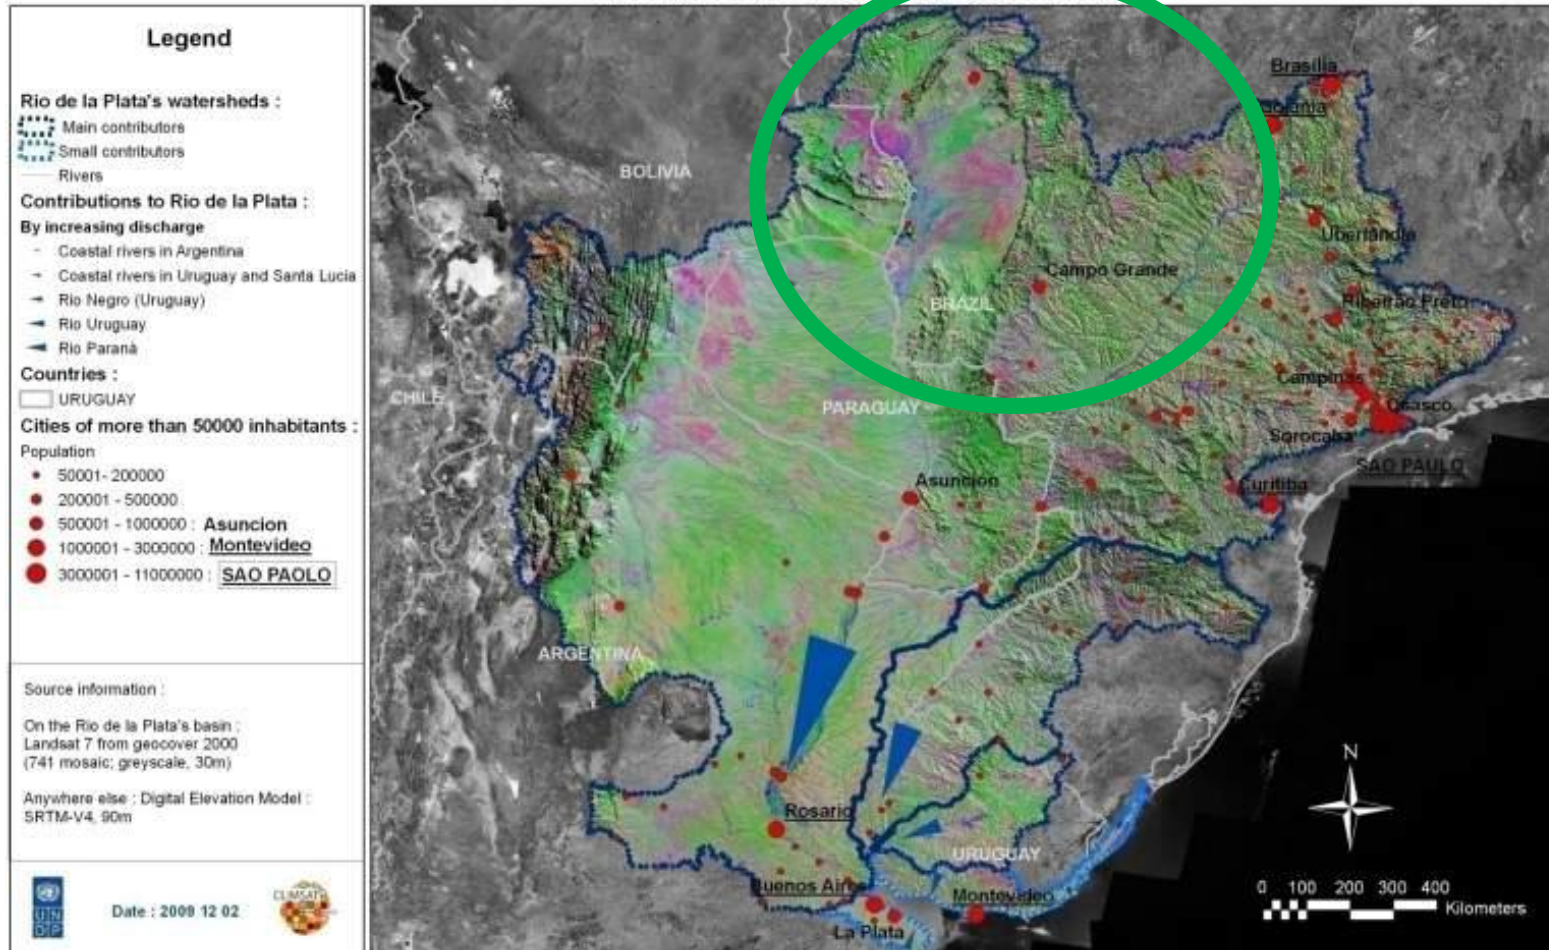 Legend
Rio de la Plata's watersheds :
Main contributors
Small contributors
Rivers
Contributions to Rio de la Plata :
By increasing discharge
Coastal rivers in Argentina
Coastal rivers in Uruguay and Santa Lucia
Rio Negro (Uruguay)
Rio Uruguay
Rio Paraná
Countries :
URUGUAY
Cities of more than 50000 inhabitants :
Population
50001- 200000
200001 - 500000
500001 - 1000000 : Asuncion
1000001 - 3000000 : Montevideo
3000001 - 11000000 : SAO PAOLO
Source information :
On the Rio de la Plata's basin :
Landsat 7 from geocover 2000
(741 mosaic; greyscale, 30m)
Anywhere else : Digital Elevation Model :
SRTM-V4, 90m
UN
DP
Date : 2009 12 02
CLIMSAT
Brasilia
BOLIVIA
Uberlandia
Campo Grande
BRAZIL
Ribeirão Preto
CHILE
Campinas
PARAGUAY
Osasco
Sorocaba
SAO PAULO
Asuncion
Curitiba
ARGENTINA
N
Rosario
URUGUAY
Buenos Aires
Montevideo
La Plata
0 100 200 300 400
Kilometers